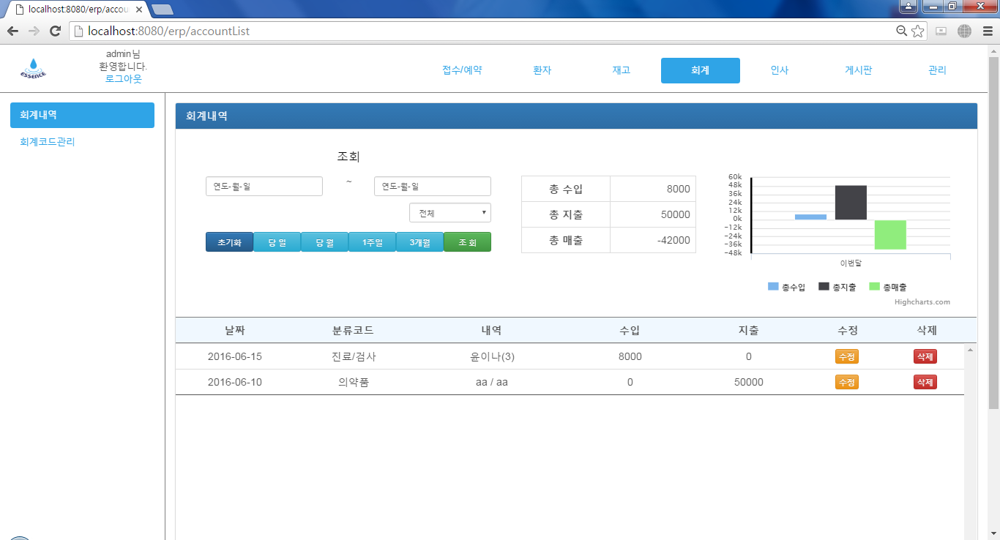 localhost:8080/erp/accou
localhost:8080/erp/accountList
ESSENCE
admin님
환영합니다.
로그아웃
접수/예약 환자 재고 회계 인사 게시판 관리
회계내역
회계코드관리
회계내역
조회
연도-월-일 ~ 연도-월-일
전체
초기화 당 일 당 월 1주일 3개월 조 회
총 수입 8000
총 지출 50000
총 매출 -42000
60k
48k
36k
24k
12k
0k
-12k
-24k
-36k
-48k
이번달
총수입 총지출 총매출
Highcharts.com
날짜 분류코드 내역 수입 지출 수정 삭제
2016-06-15 진료/검사 윤이나(3) 8000 0 수정 삭제
2016-06-10 의약품 aa / aa 0 50000 수정 삭제